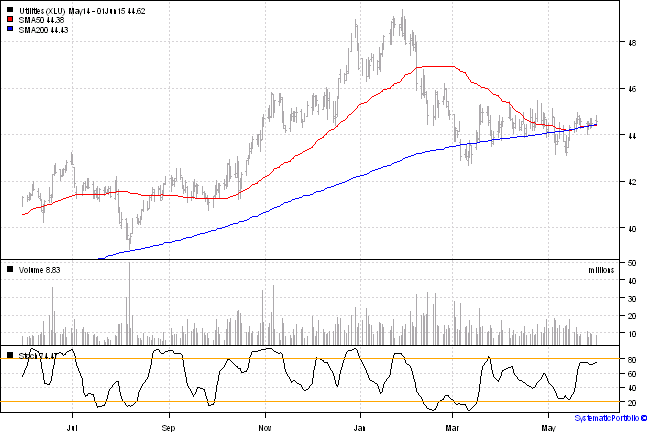 Utilities (XLU) May14 - 01Jun15 44.62
SMA50 44.38
SMA200 44.43
48
46
44
42
40
Volume 8.83
millions
50
40
30
20
10
80
60
40
20
Jul Sep Nov Jan Mar May
SystematicPortfolio ©